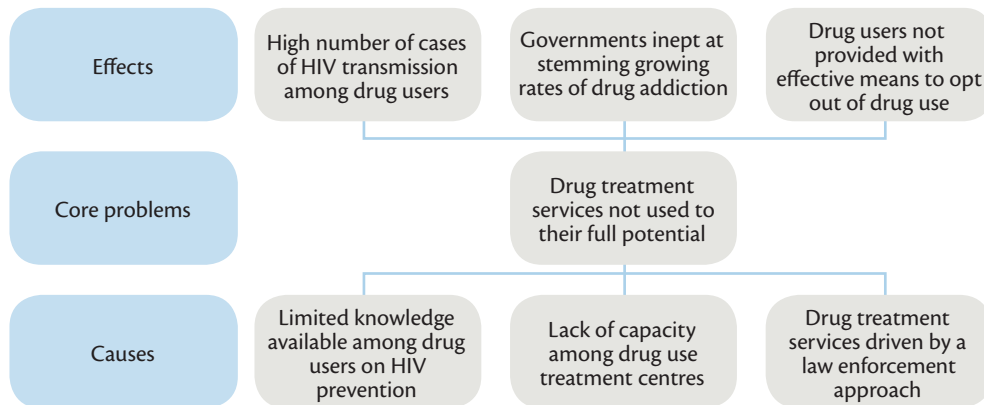 Effects
High number of cases
of HIV transmission
among drug users
Governments inept at
stemming growing
rates of drug addiction
Drug users not
provided with
effective means to opt
out of drug use
Core problems
Drug treatment
services not used to
their full potential
Causes
Limited knowledge
available among drug
users on HIV
prevention
Lack of capacity
among drug use
treatment centres
Drug treatment
services driven by a
law enforcement
approach